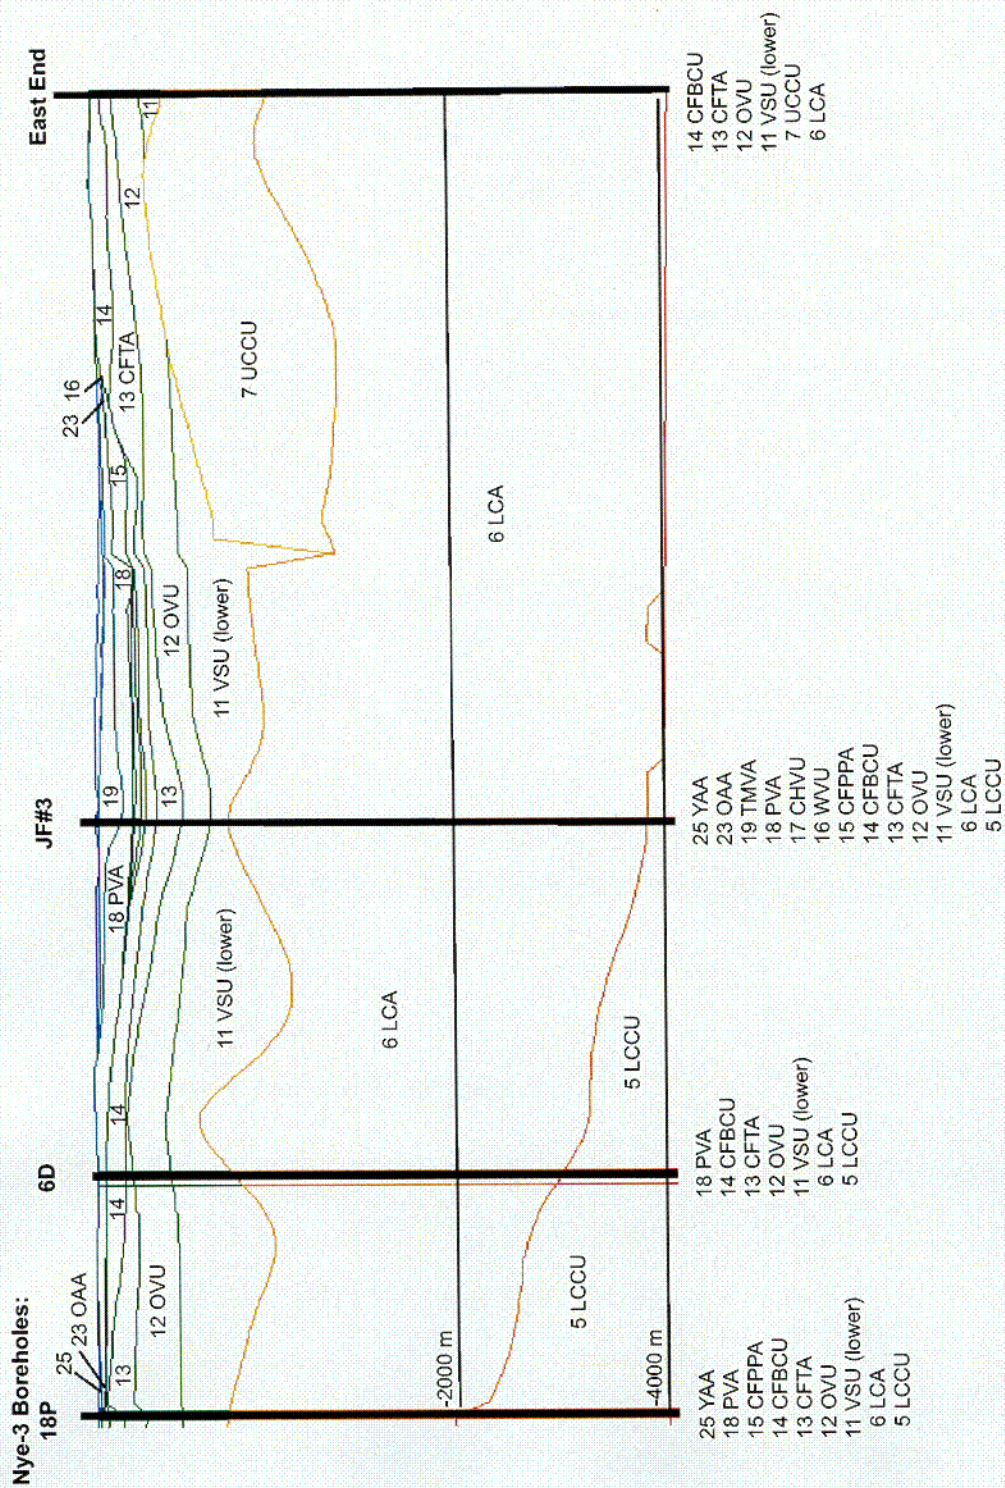 Nye-3 Boreholes:
18P
6D
JF#3
East End
25
23 OAA
13
12 OVU
14
14
18 PVA
19
13
18
15
23
16
13 CFTA
14
12
11
12 OVU
11 VSU (lower)
11 VSU (lower)
7 UCCU
6 LCA
6 LCA
5 LCCU
5 LCCU
-2000 m
-4000 m
25 YAA
18 PVA
15 CFPPA
14 CFBCU
13 CFTA
12 OVU
11 VSU (lower)
6 LCA
5 LCCU
18 PVA
14 CFBCU
13 CFTA
12 OVU
11 VSU (lower)
6 LCA
5 LCCU
25 YAA
23 OAA
19 TMVA
18 PVA
17 CHVU
16 WVU
15 CFPPA
14 CFBCU
13 CFTA
12 OVU
11 VSU (lower)
6 LCA
5 LCCU
14 CFBCU
13 CFTA
12 OVU
11 VSU (lower)
7 UCCU
6 LCA